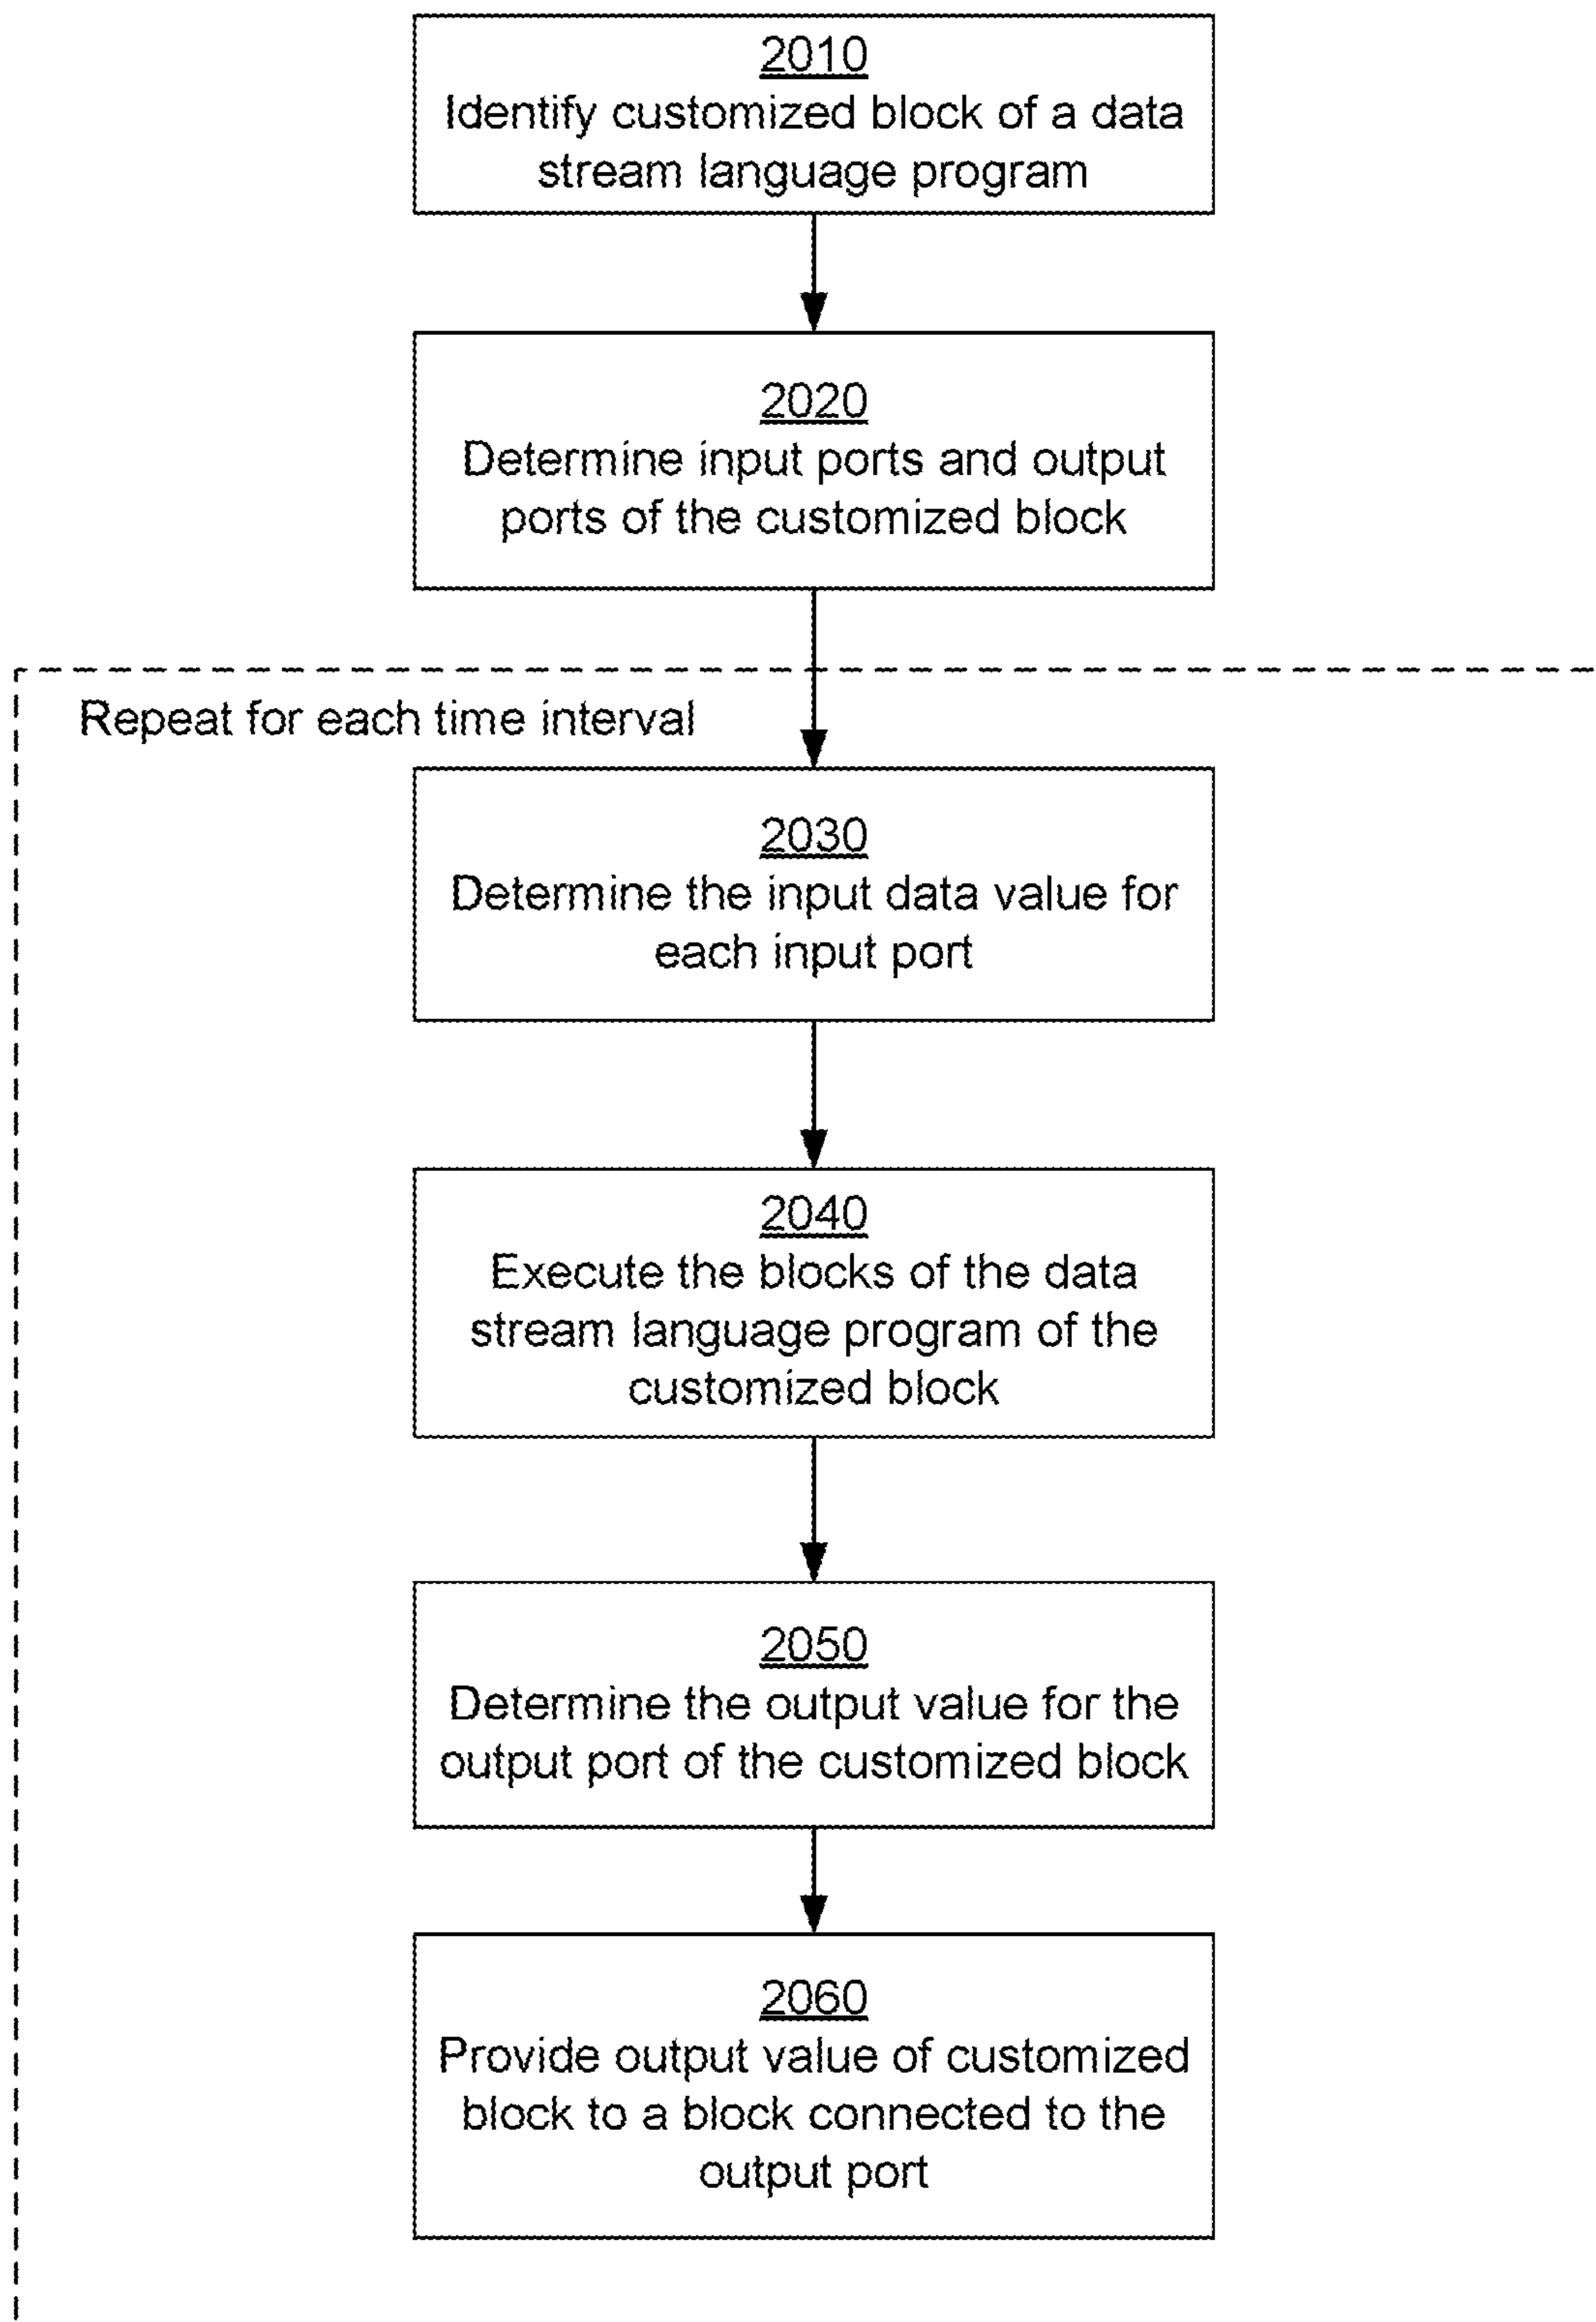 2010
Identify customized block of a data
stream language program
2020
Determine input ports and output
ports of the customized block
Repeat for each time interval
2030
Determine the input data value for
each input port
2040
Execute the blocks of the data
stream language program of the
customized block
2050
Determine the output value for the
output port of the customized block
2060
Provide output value of customized
block to a block connected to the
output port